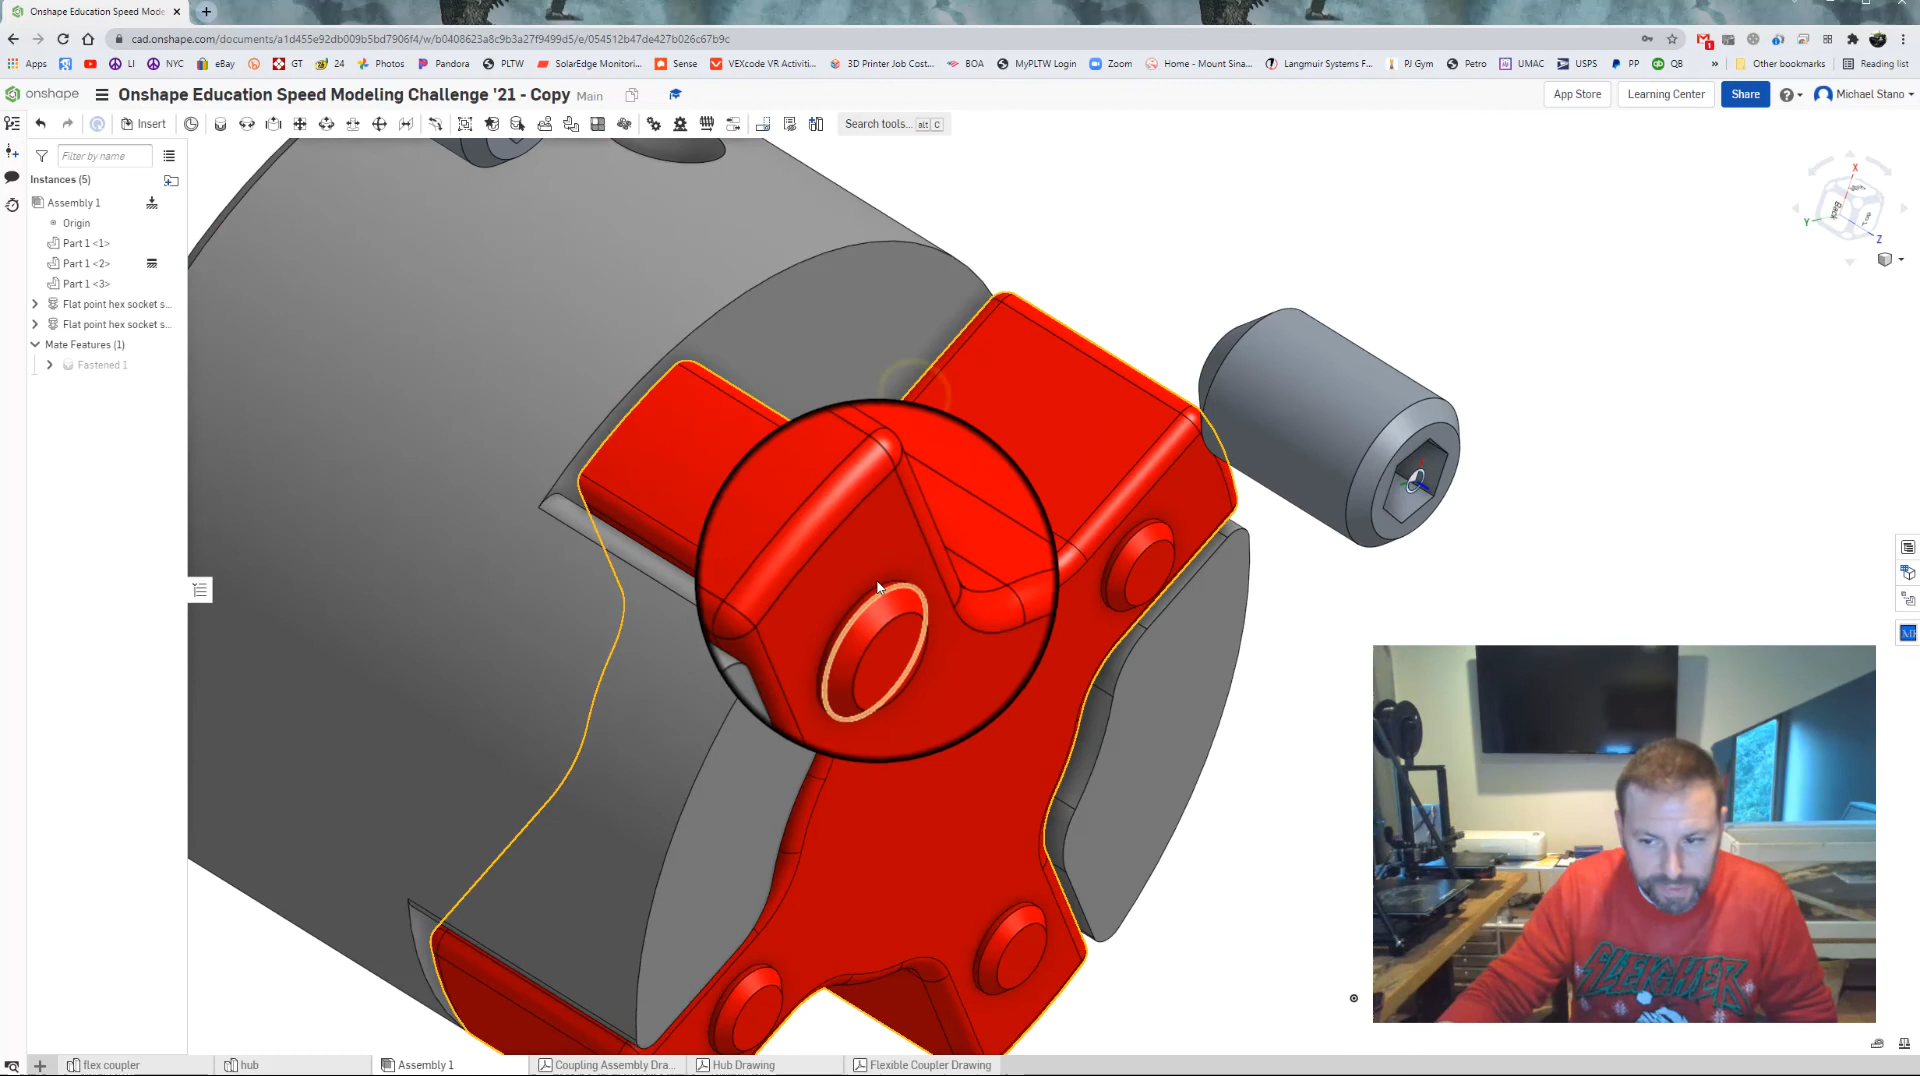 Onshape Education Speed Mode
cad.onshape.com/documents/a1d455e92db009b5bd7906f4/w/b0408623a8c9b3a27f9499d5/e/054512b47de427b026c67b9c
Apps LI NYC eBay GT 24 Photos Pandora PLTW SolarEdge Monitori... Sense VEXcode VR Activiti... 3D Printer Job Cost... BOA MyPLTW Login Zoom Home - Mount Sina... Langmuir Systems F... PJ Gym Petro UMAC USPS PP QB » Other bookmarks Reading list
onshape Onshape Education Speed Modeling Challenge '21 - Copy Main App Store Learning Center Share Michael Stano
Insert Search tools... alt C
Filter by name
Instances (5)
Assembly 1
Origin
Part 1 <1>
Part 1 <2>
Part 1 <3>
Flat point hex socket s...
Flat point hex socket s...
Mate Features (1)
Fastened 1
X
Y
Z
Back
FLEICHER
flex coupler hub Assembly 1 Coupling Assembly Dra... Hub Drawing Flexible Coupler Drawing